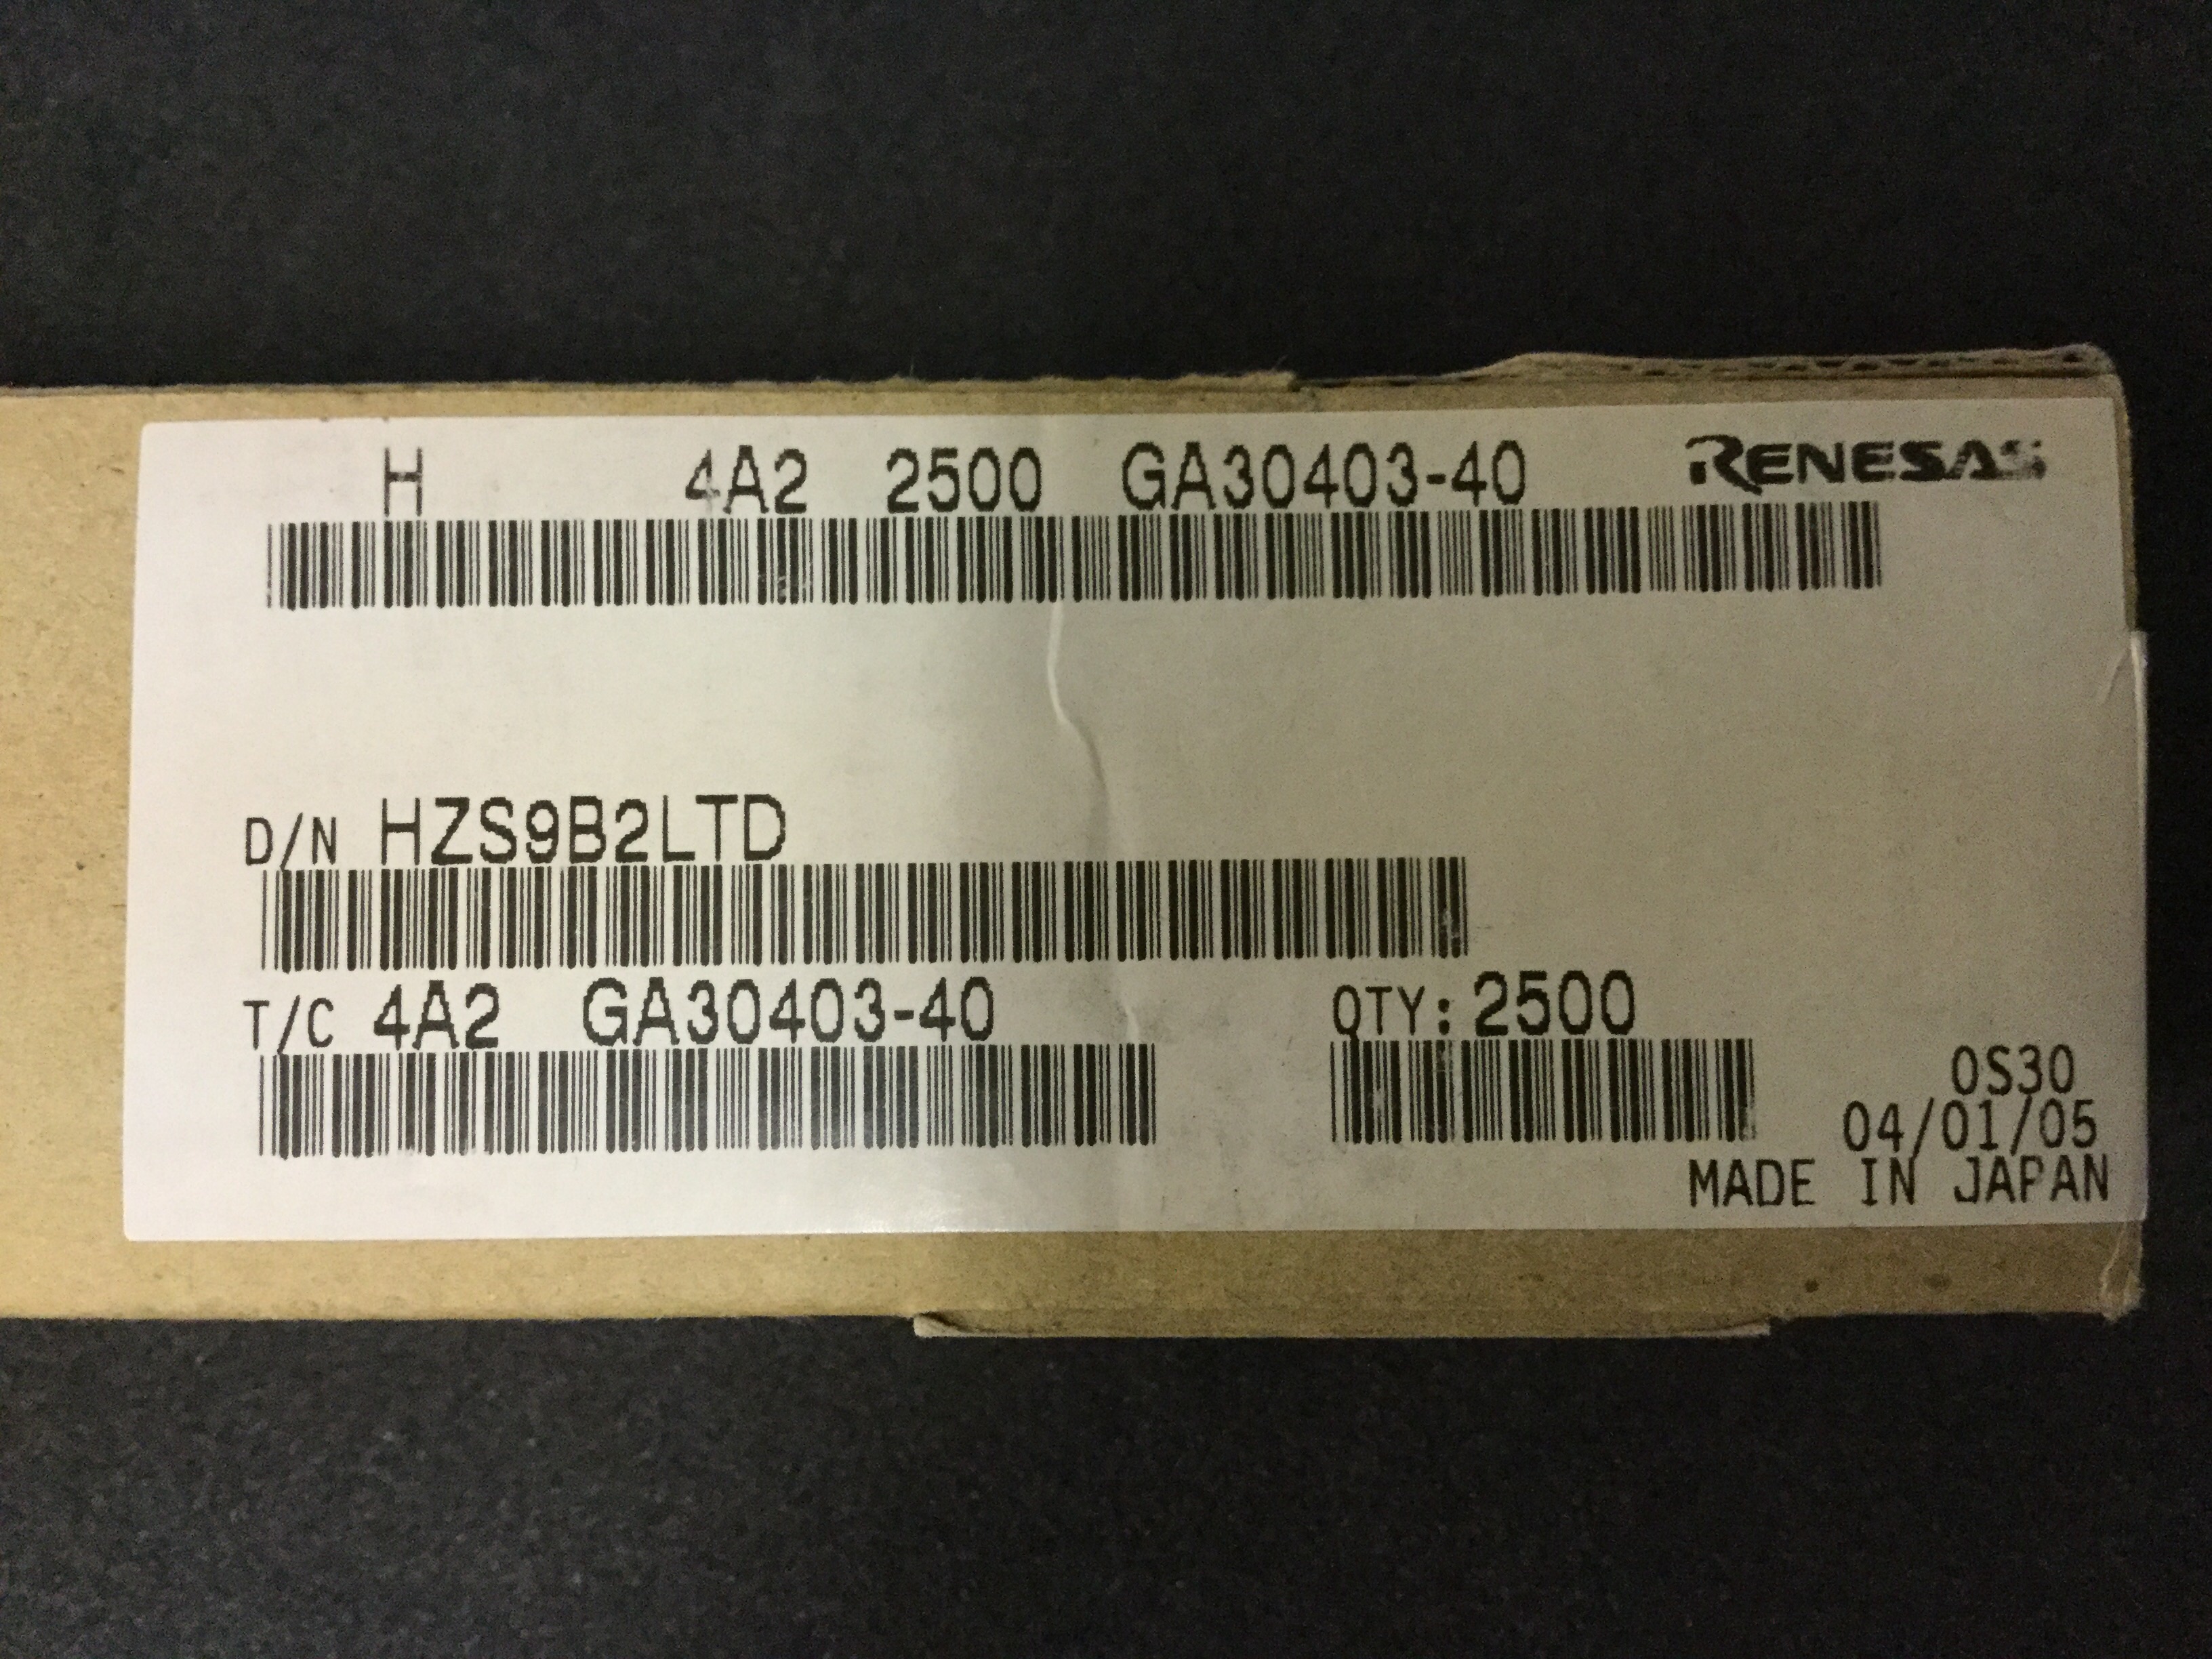 H 4A2 2500 GA30403-40 RENESAS
D/N HZS9B2LTD
T/C 4A2 GA30403-40 QTY: 2500
0S30
04/01/05
MADE IN JAPAN